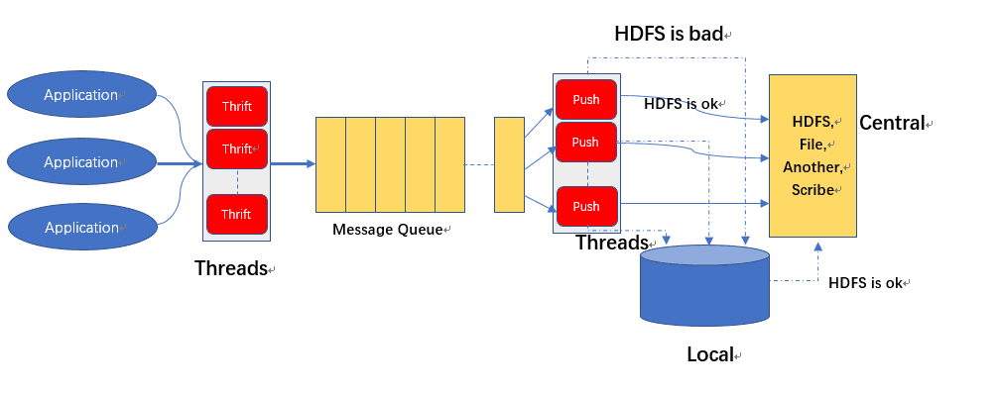 HDFS is bad
Application
Application
Application
Thrift
Thrift
Thrift
Threads
Message Queue
Push
Push
Push
Threads
HDFS is ok
HDFS,
File,
Another,
Scribe
Central
HDFS is ok
Local